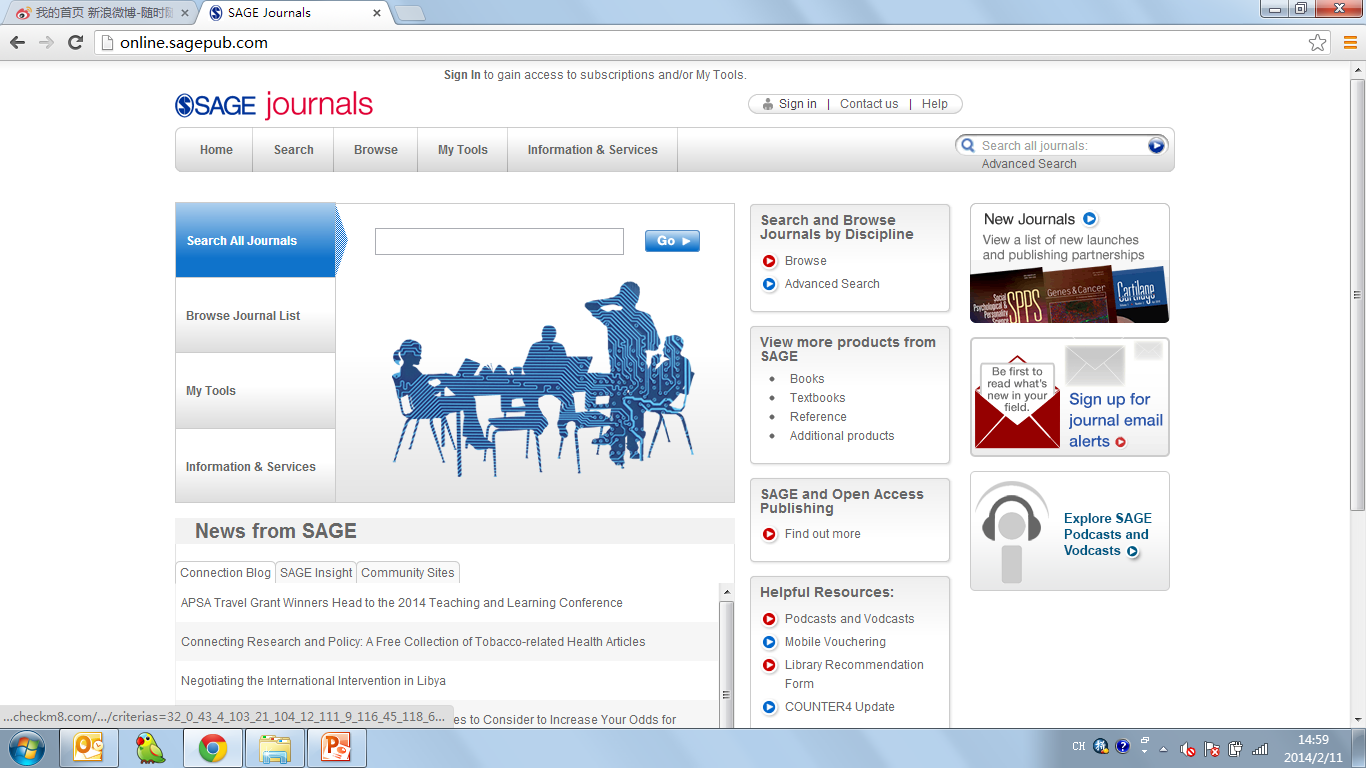 我的首页 新浪微博-随时随
SAGE Journals
online.sagepub.com
Sign In to gain access to subscriptions and/or My Tools.
SAGE journals
Sign in | Contact us | Help
Home Search Browse My Tools Information & Services
Search all journals:
Advanced Search
Search All Journals
Go
Browse Journal List
My Tools
Information & Services
News from SAGE
Connection Blog SAGE Insight Community Sites
APSA Travel Grant Winners Head to the 2014 Teaching and Learning Conference
Connecting Research and Policy: A Free Collection of Tobacco-related Health Articles
Negotiating the International Intervention in Libya
es to Consider to Increase Your Odds for
Search and Browse
Journals by Discipline
Browse
Advanced Search
View more products from
SAGE
Books
Textbooks
Reference
Additional products
SAGE and Open Access
Publishing
Find out more
Helpful Resources:
Podcasts and Vodcasts
Mobile Vouchering
Library Recommendation
Form
COUNTER4 Update
New Journals
View a list of new launches
and publishing partnerships
Social
Psychological &
Personality
Science
SPPS
Genes & Cancer
Cartilage
Be first to
read what's
new in your
field.
Sign up for
journal email
alerts
Explore SAGE
Podcasts and
Vodcasts
...checkm8.com/.../criterias=32_0_43_4_103_21_104_12_111_9_116_45_118_6...
CH
14:59
2014/2/11